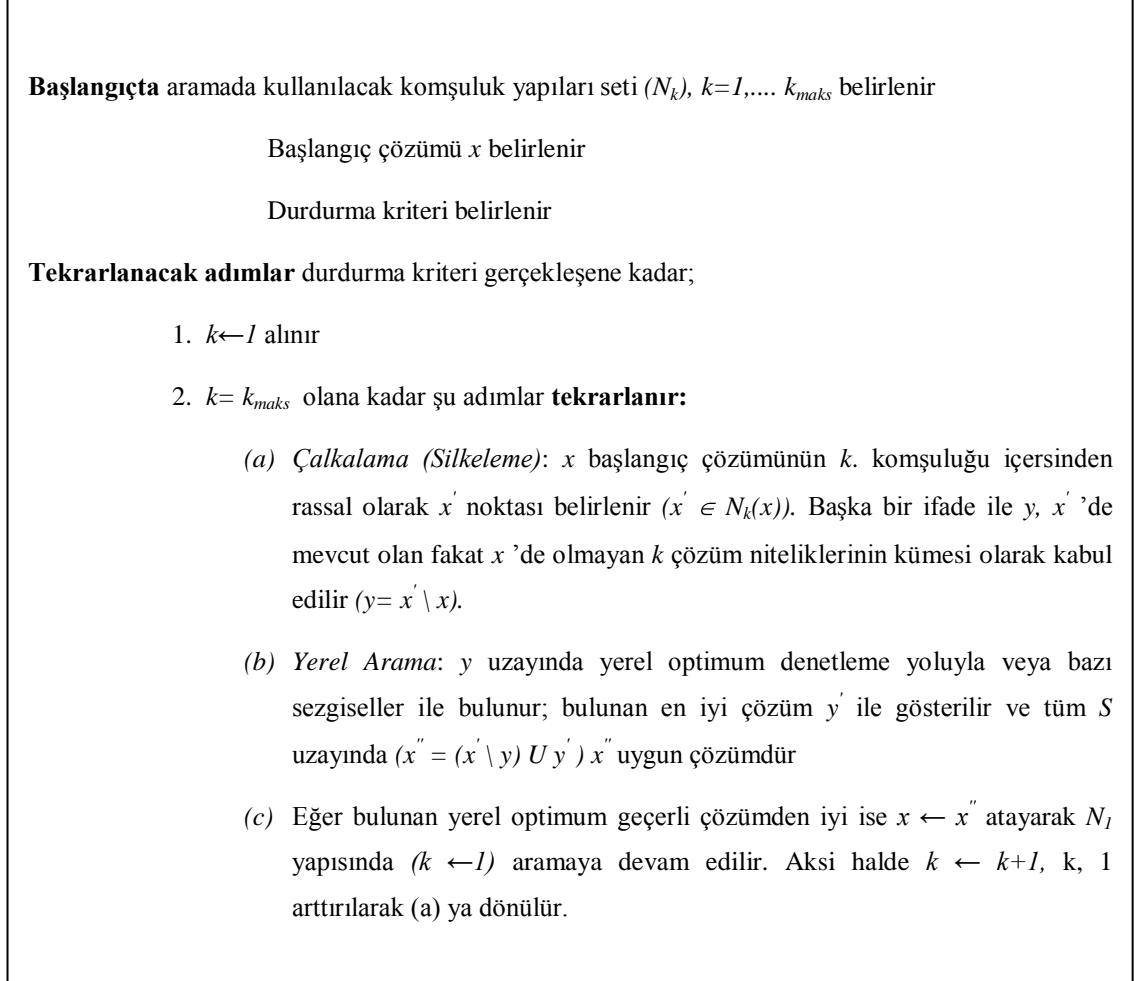 Başlangıçta aramada kullanılacak komşuluk yapıları seti (Nk), k=1,.... kmaks belirlenir
Başlangıç çözümü x belirlenir
Durdurma kriteri belirlenir
Tekrarlanacak adımlar durdurma kriteri gerçekleşene kadar;
1. k←1 alınır
2. k= kmaks olana kadar şu adımlar tekrarlanır:
(a) Çalkalama (Silkeleme): x başlangıç çözümünün k. komşuluğu içersinden
rassal olarak x' noktası belirlenir (x' ∈ Nk(x)). Başka bir ifade ile y, x' 'de
mevcut olan fakat x 'de olmayan k çözüm niteliklerinin kümesi olarak kabul
edilir (y= x' \ x).
(b) Yerel Arama: y uzayında yerel optimum denetleme yoluyla veya bazı
sezgiseller ile bulunur; bulunan en iyi çözüm y' ile gösterilir ve tüm S
uzayında (x'' = (x' \ y) U y' ) x'' uygun çözümdür
(c) Eğer bulunan yerel optimum geçerli çözümden iyi ise x ← x'' atayarak N1
yapısında (k ←1) aramaya devam edilir. Aksi halde k ← k+1, k, 1
arttırılarak (a) ya dönülür.